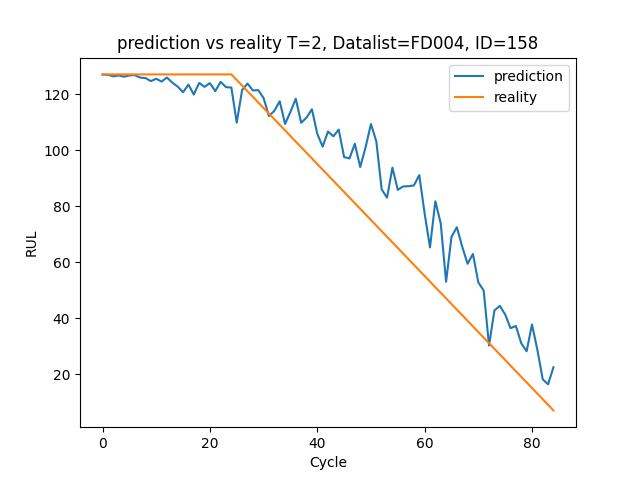 prediction vs reality T=2, Datalist=FD004, ID=158
prediction
reality
RUL
120
100
80
60
40
20
0 20 40 60 80
Cycle